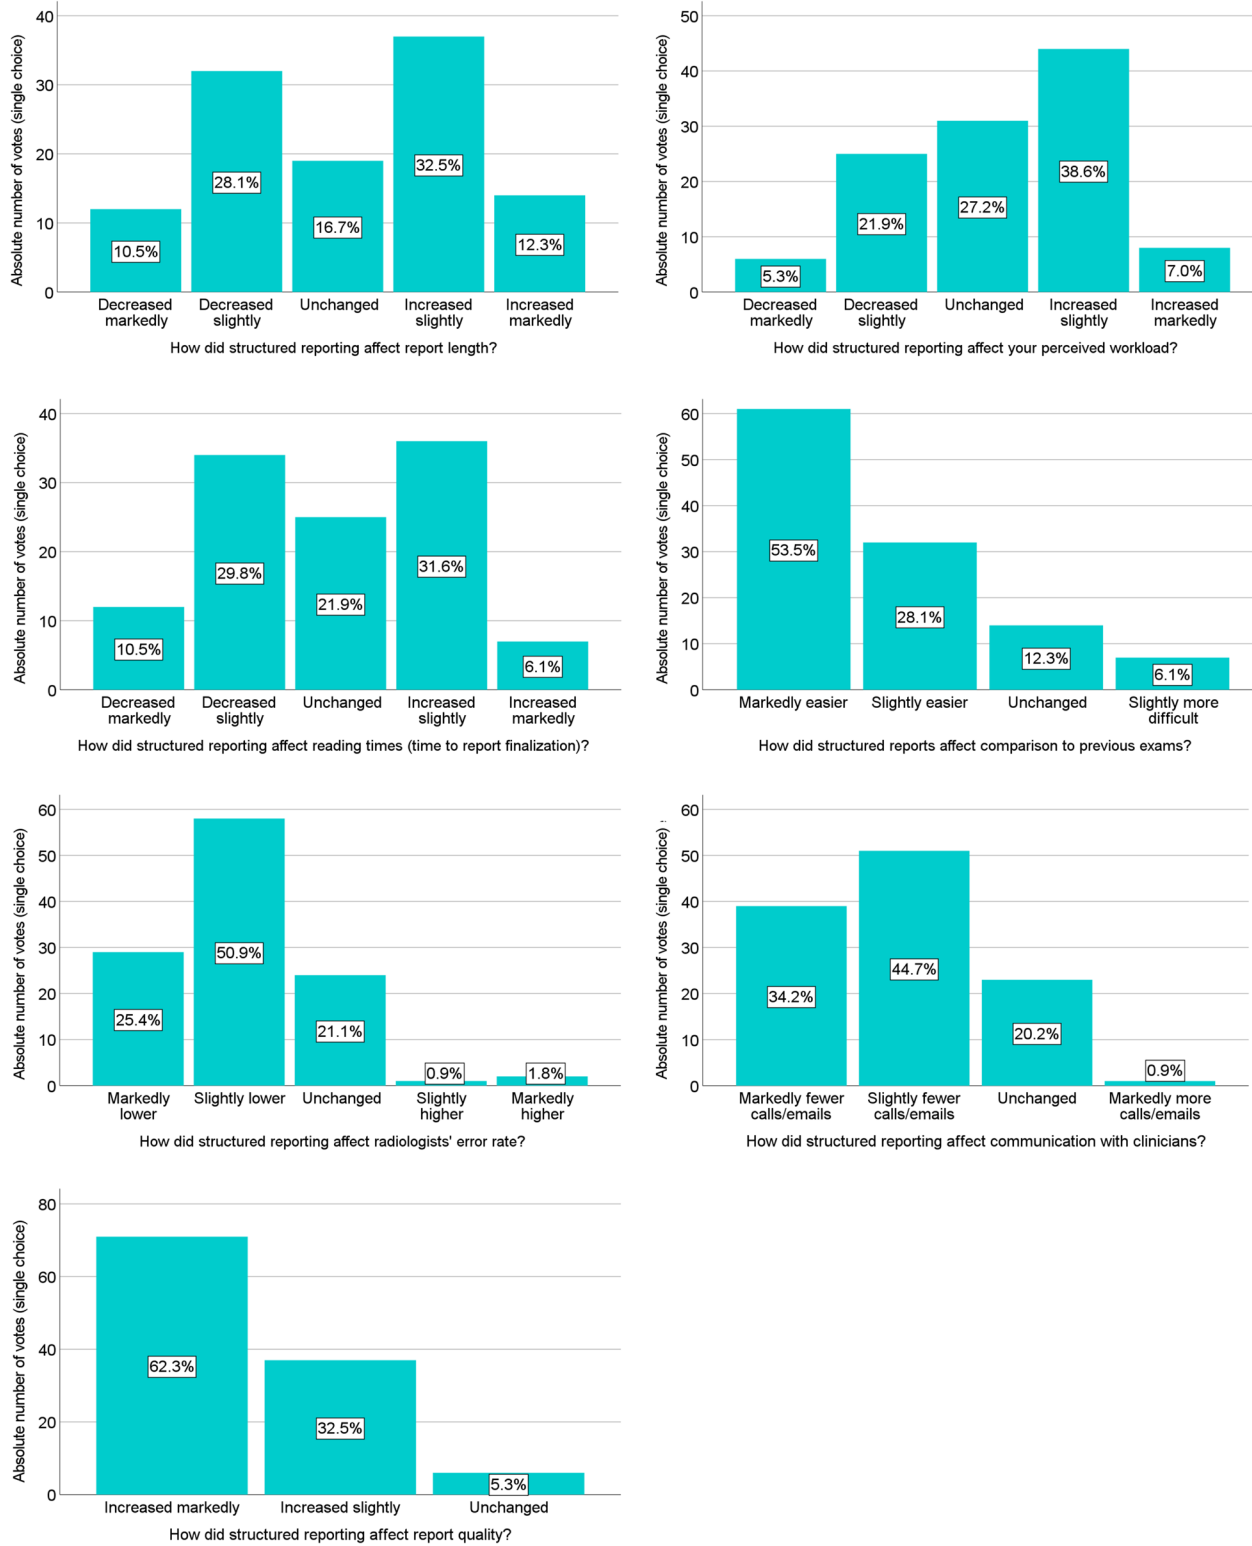 Absolute number of votes (single choice)
40
30
20
10
0
10.5%
28.1%
16.7%
32.5%
12.3%
Decreased
markedly
Decreased
slightly
Unchanged
Increased
slightly
Increased
markedly
How did structured reporting affect report length?
Absolute number of votes (single choice)
50
40
30
20
10
0
5.3%
21.9%
27.2%
38.6%
7.0%
Decreased
markedly
Decreased
slightly
Unchanged
Increased
slightly
Increased
markedly
How did structured reporting affect your perceived workload?
Absolute number of votes (single choice)
40
30
20
10
0
10.5%
29.8%
21.9%
31.6%
6.1%
Decreased
markedly
Decreased
slightly
Unchanged
Increased
slightly
Increased
markedly
How did structured reporting affect reading times (time to report finalization)?
Absolute number of votes (single choice)
60
50
40
30
20
10
0
53.5%
28.1%
12.3%
6.1%
Markedly easier
Slightly easier
Unchanged
Slightly more
difficult
How did structured reports affect comparison to previous exams?
Absolute number of votes (single choice)
60
50
40
30
20
10
0
25.4%
50.9%
21.1%
0.9%
1.8%
Markedly
lower
Slightly lower
Unchanged
Slightly
higher
Markedly
higher
How did structured reporting affect radiologists' error rate?
Absolute number of votes (single choice)
60
50
40
30
20
10
0
34.2%
44.7%
20.2%
0.9%
Markedly fewer
calls/emails
Slightly fewer
calls/emails
Unchanged
Markedly more
calls/emails
How did structured reporting affect communication with clinicians?
Absolute number of votes (single choice)
80
60
40
20
0
62.3%
32.5%
5.3%
Increased markedly
Increased slightly
Unchanged
How did structured reporting affect report quality?